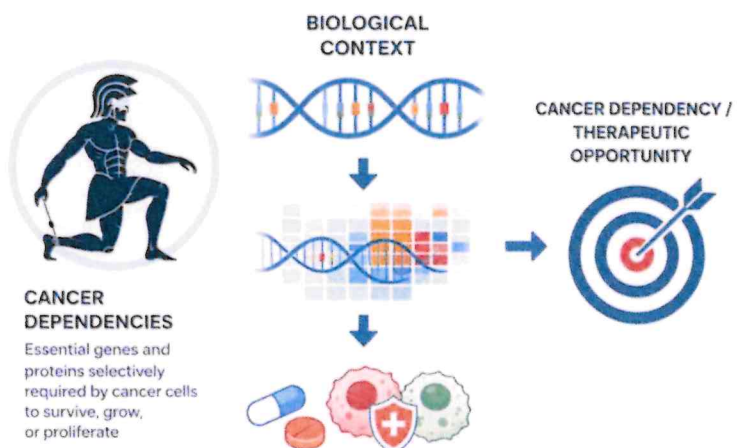 BIOLOGICAL
CONTEXT
CANCER DEPENDENCY /
THERAPEUTIC
OPPORTUNITY
CANCER
DEPENDENCIES
Essential genes and
proteins selectively
required by cancer cells
to survive, grow,
or proliferate